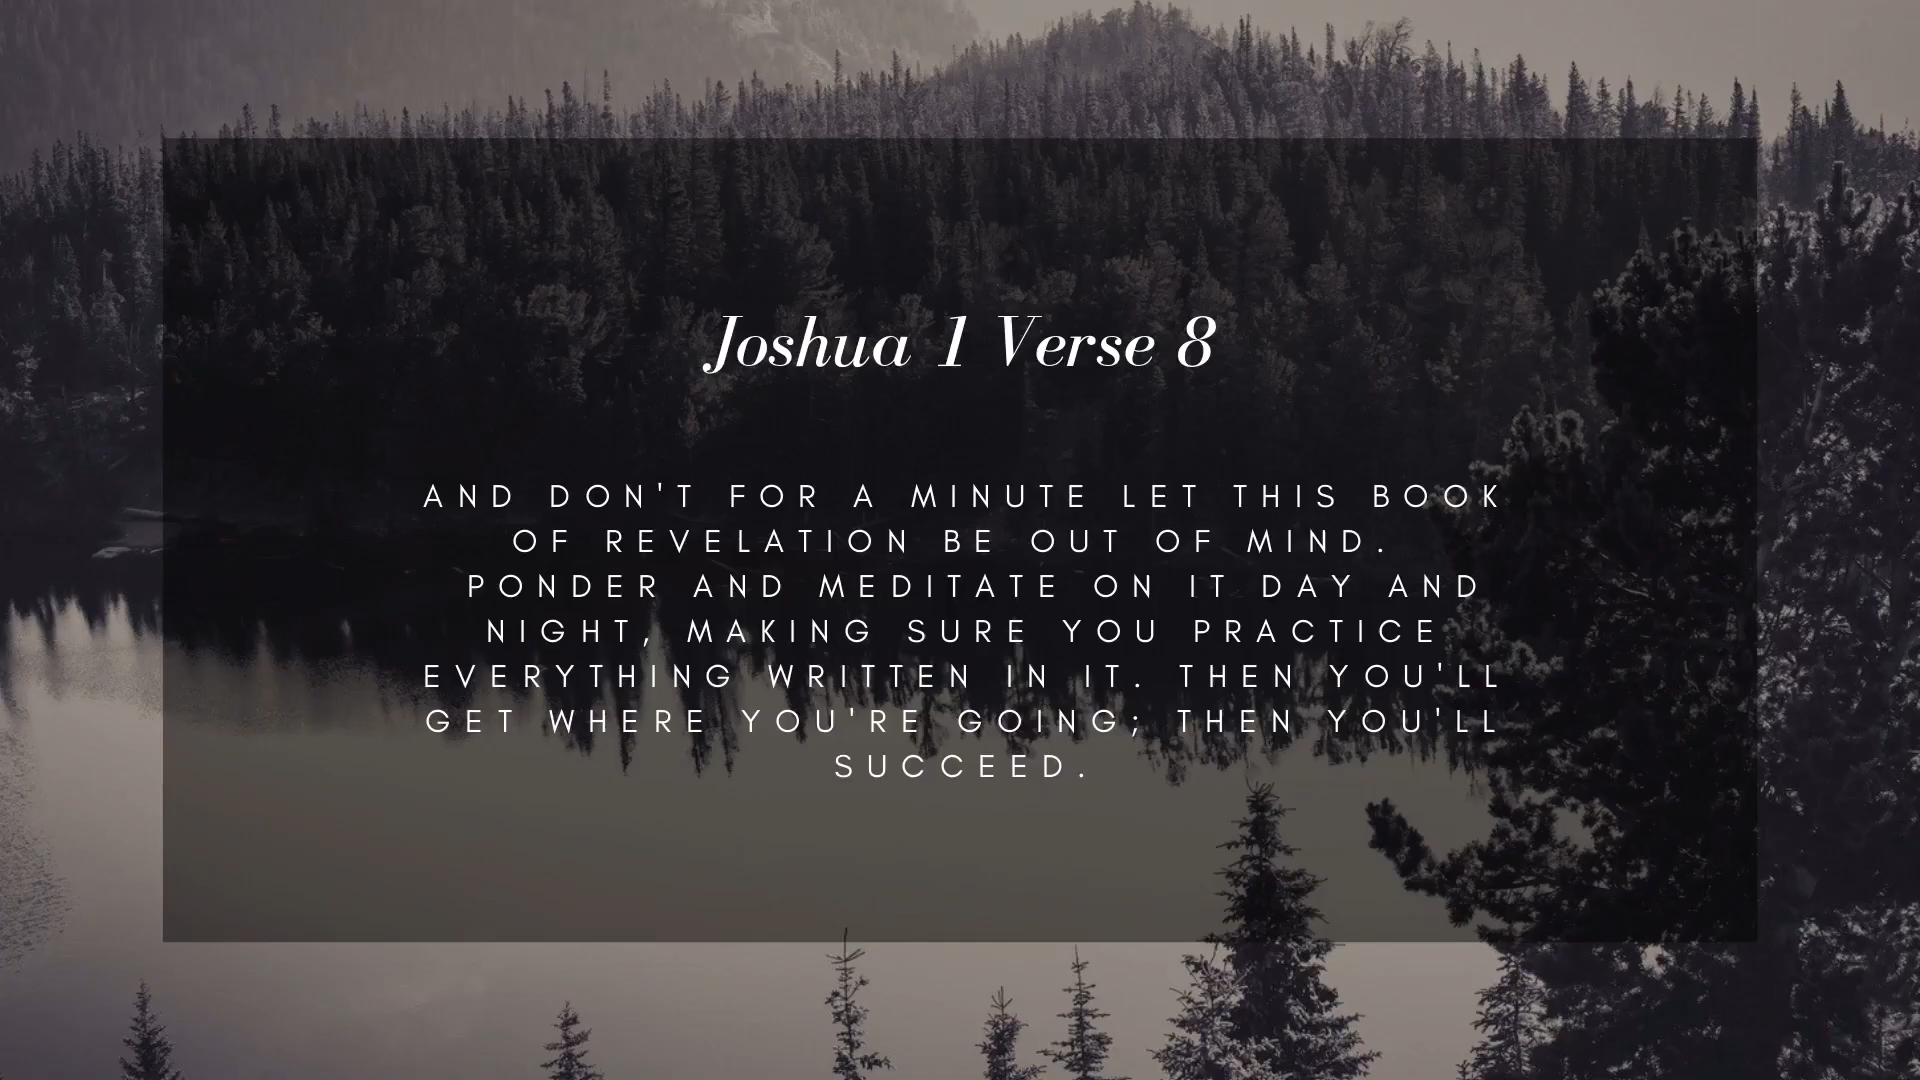 Joshua 1 Verse 8
AND DON'T FOR A MINUTE LET THIS BOOK
OF REVELATION BE OUT OF MIND.
PONDER AND MEDITATE ON IT DAY AND
NIGHT, MAKING SURE YOU PRACTICE
EVERYTHING WRITTEN IN IT. THEN YOU'LL
GET WHERE YOU'RE GOING; THEN YOU'LL
SUCCEED.